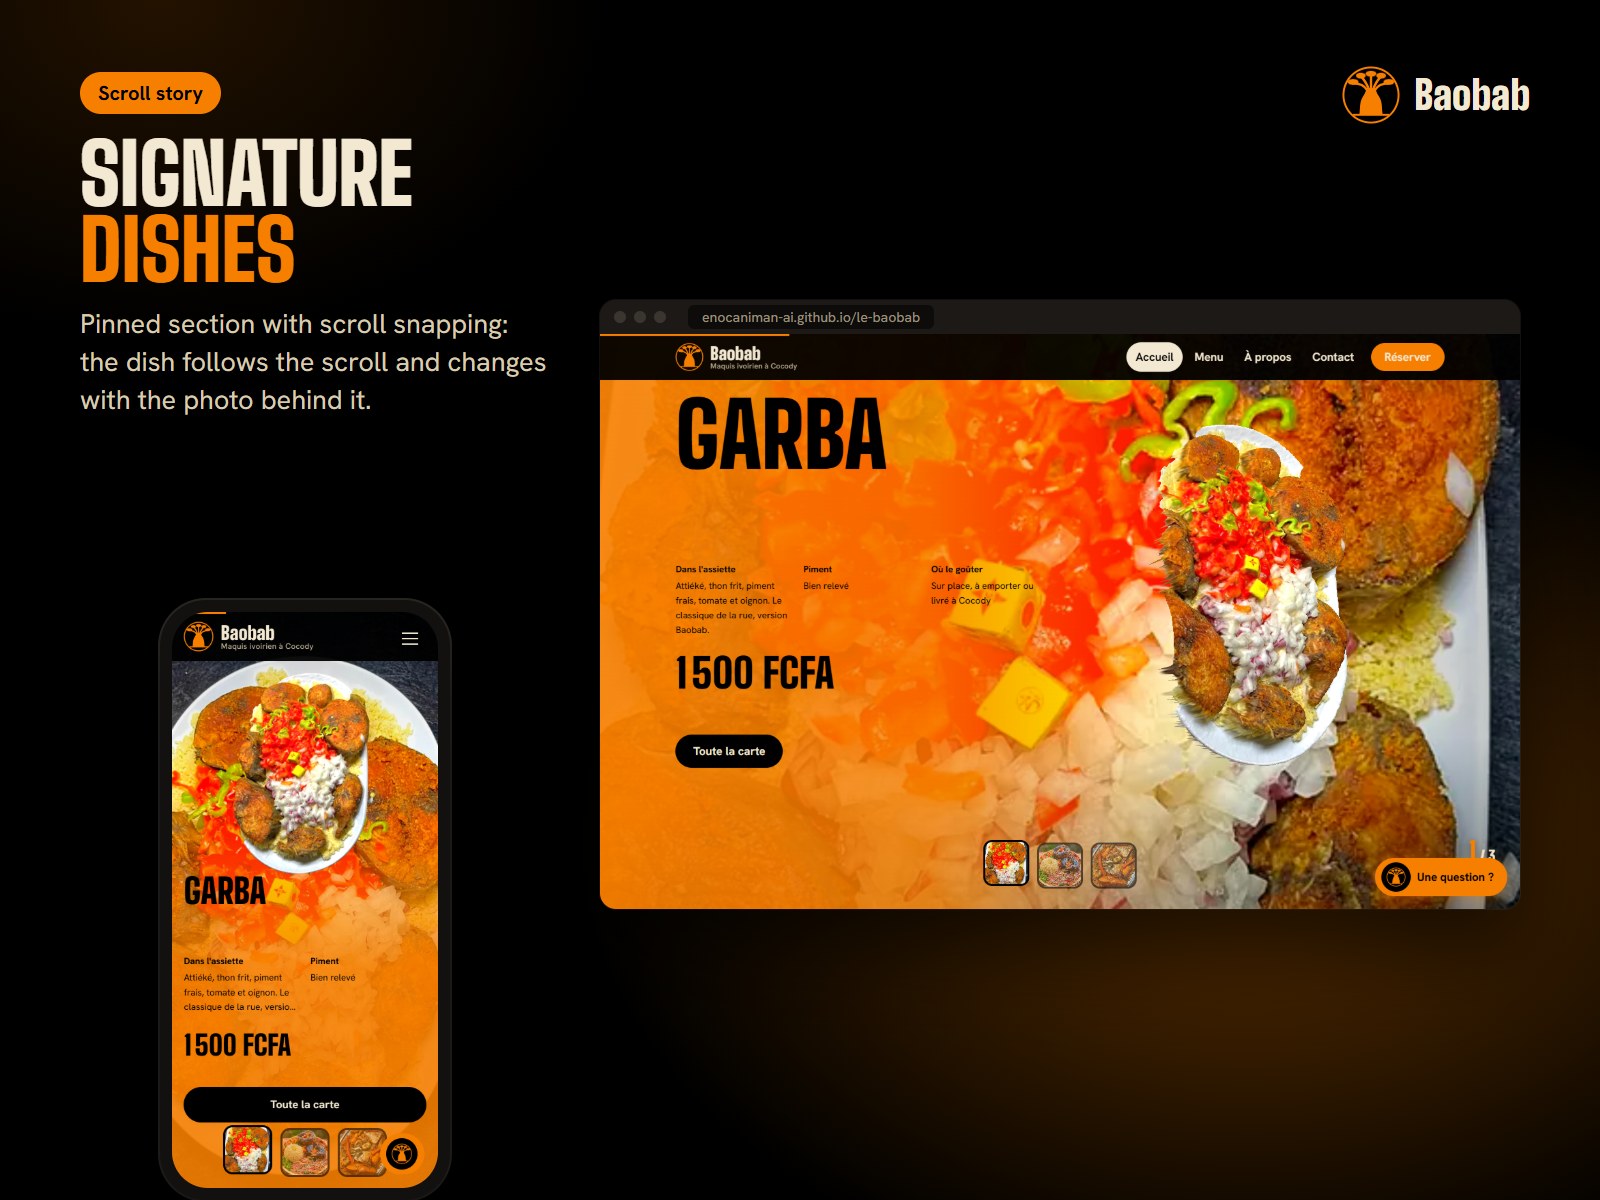 Scroll story
Baobab
SIGNATURE
DISHES
Pinned section with scroll snapping:
the dish follows the scroll and changes
with the photo behind it.
enocaniman-ai.github.io/le-baobab
Baobab
Maquis Ivoirien à Cocody
Accueil
Menu
À propos
Contact
Réserver
GARBA
Dans l'assiette
Attiéké, thon frit, piment
frais, tomate et oignon. Le
classique de la rue, version
Baobab.
Piment
Bien relevé
Où le goûter
Sur place, à emporter ou
livré à Cocody
1500 FCFA
Toute la carte
/ 3
Une question ?
Baobab
Maquis Ivoirien à Cocody
GARBA
Dans l'assiette
Attiéké, thon frit, piment
frais, tomate et oignon. Le
classique de la rue, versio...
Piment
Bien relevé
1500 FCFA
Toute la carte